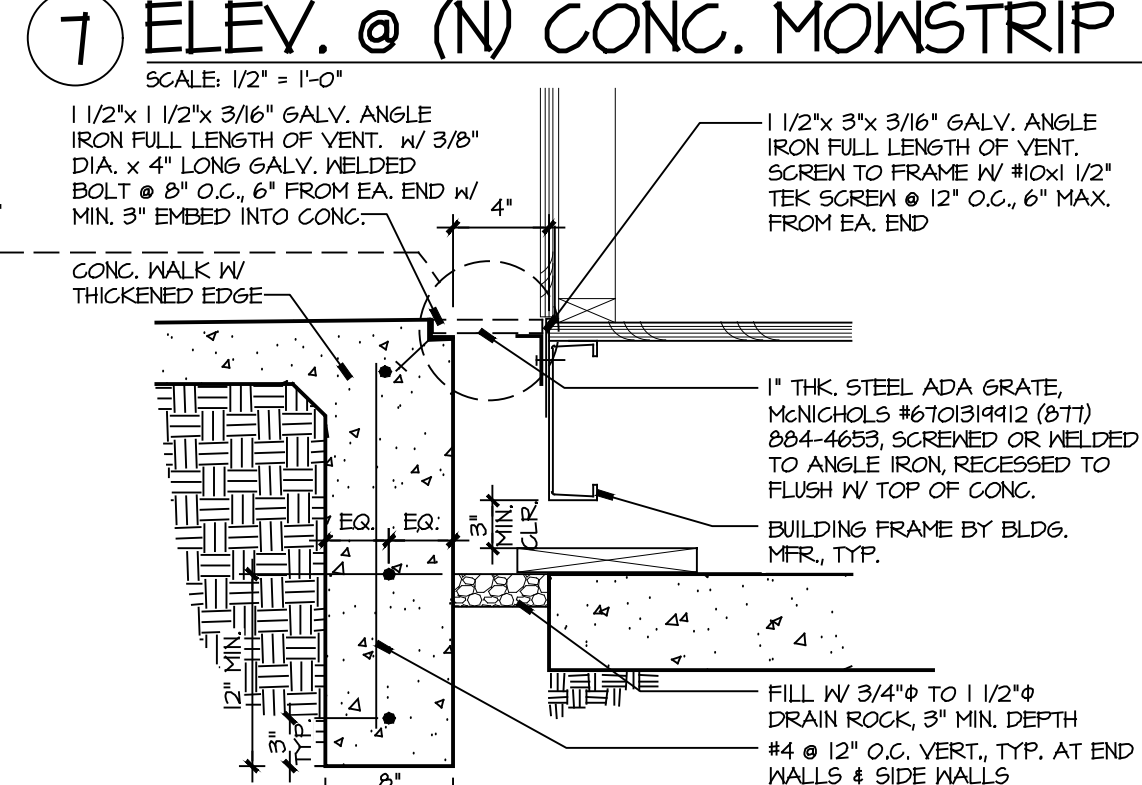 7
ELEV. @ (N) CONC. MOWSTRIP
SCALE: 1/2" = 1'-0"
1 1/2"x 1 1/2"x 3/16" GALV. ANGLE
IRON FULL LENGTH OF VENT. W/ 3/8"
DIA. x 4" LONG GALV. WELDED
BOLT @ 8" O.C., 6" FROM EA. END W/
MIN. 3" EMBED INTO CONC.
CONC. WALK W/
THICKENED EDGE
4"
1 1/2"x 3"x 3/16" GALV. ANGLE
IRON FULL LENGTH OF VENT.
SCREW TO FRAME W/ #10x1 1/2"
TEK SCREW @ 12" O.C., 6" MAX.
FROM EA. END
1" THK. STEEL ADA GRATE,
McNICHOLS #6701319912 (877)
884-4653, SCREWED OR WELDED
TO ANGLE IRON, RECESSED TO
FLUSH W/ TOP OF CONC.
BUILDING FRAME BY BLDG.
MFR., TYP.
EQ.
EQ.
3"
MIN.
CLR.
12" MIN.
3"
TYP.
8"
FILL W/ 3/4"Φ TO 1 1/2"Φ
DRAIN ROCK, 3" MIN. DEPTH
#4 @ 12" O.C. VERT., TYP. AT END
WALLS & SIDE WALLS